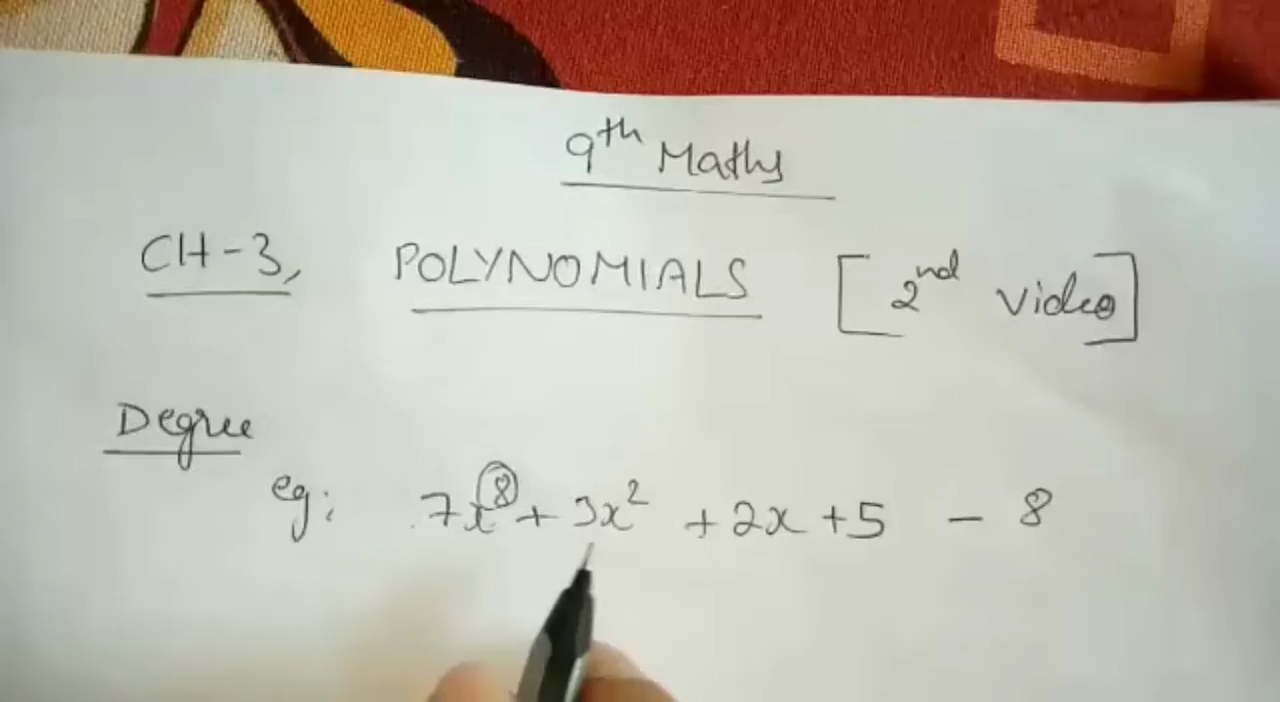 9th Maths
CH-3, POLYNOMIALS [2nd video]
Degree
eg: 7x⁸ + 3x² + 2x + 5 - 8